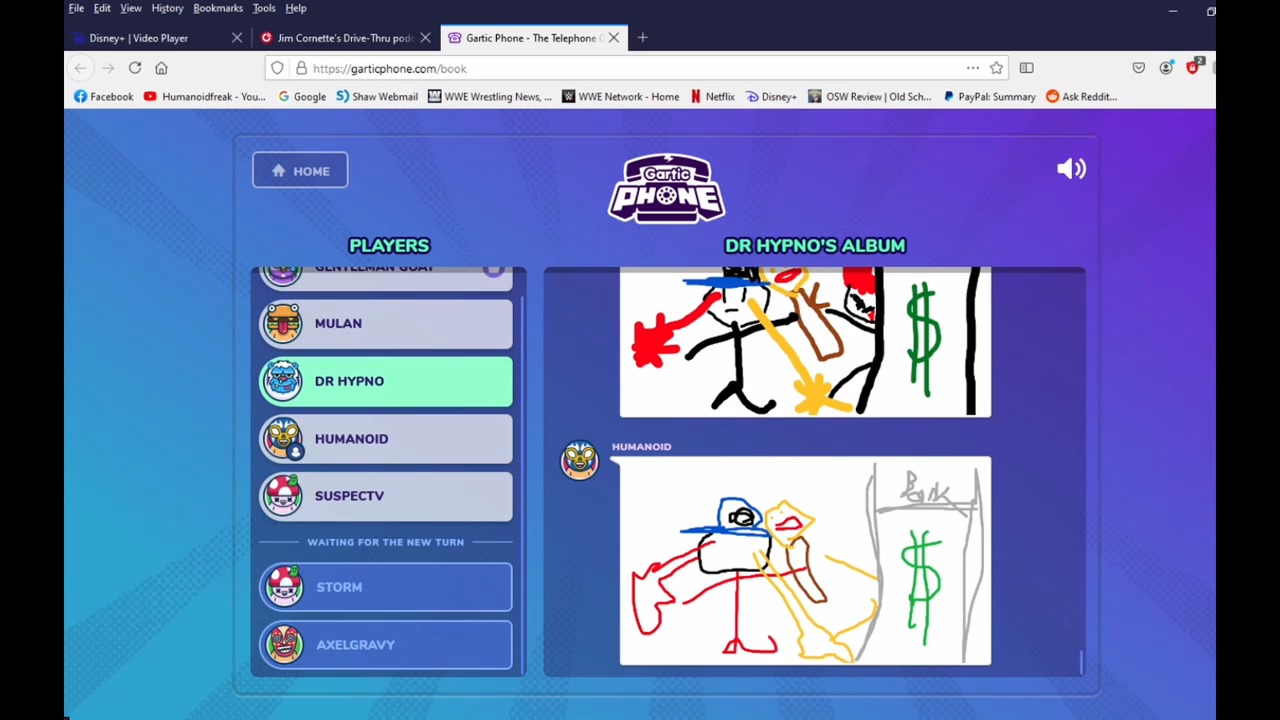 File Edit View History Bookmarks Tools Help
Disney+ | Video Player
Jim Cornette's Drive-Thru pod
Gartic Phone - The Telephone G
https://garticphone.com/book
2
Facebook
Humanoidfreak - You...
Google
Shaw Webmail
WWE Wrestling News, ...
WWE Network - Home
Netflix
Disney+
OSW Review | Old Sch...
PayPal: Summary
Ask Reddit...
HOME
Gartic
PHONE
PLAYERS
DR HYPNO'S ALBUM
GENTLEMAN GOAT
MULAN
DR HYPNO
HUMANOID
SUSPECTV
WAITING FOR THE NEW TURN
STORM
AXELGRAVY
$
HUMANOID
Bank
$